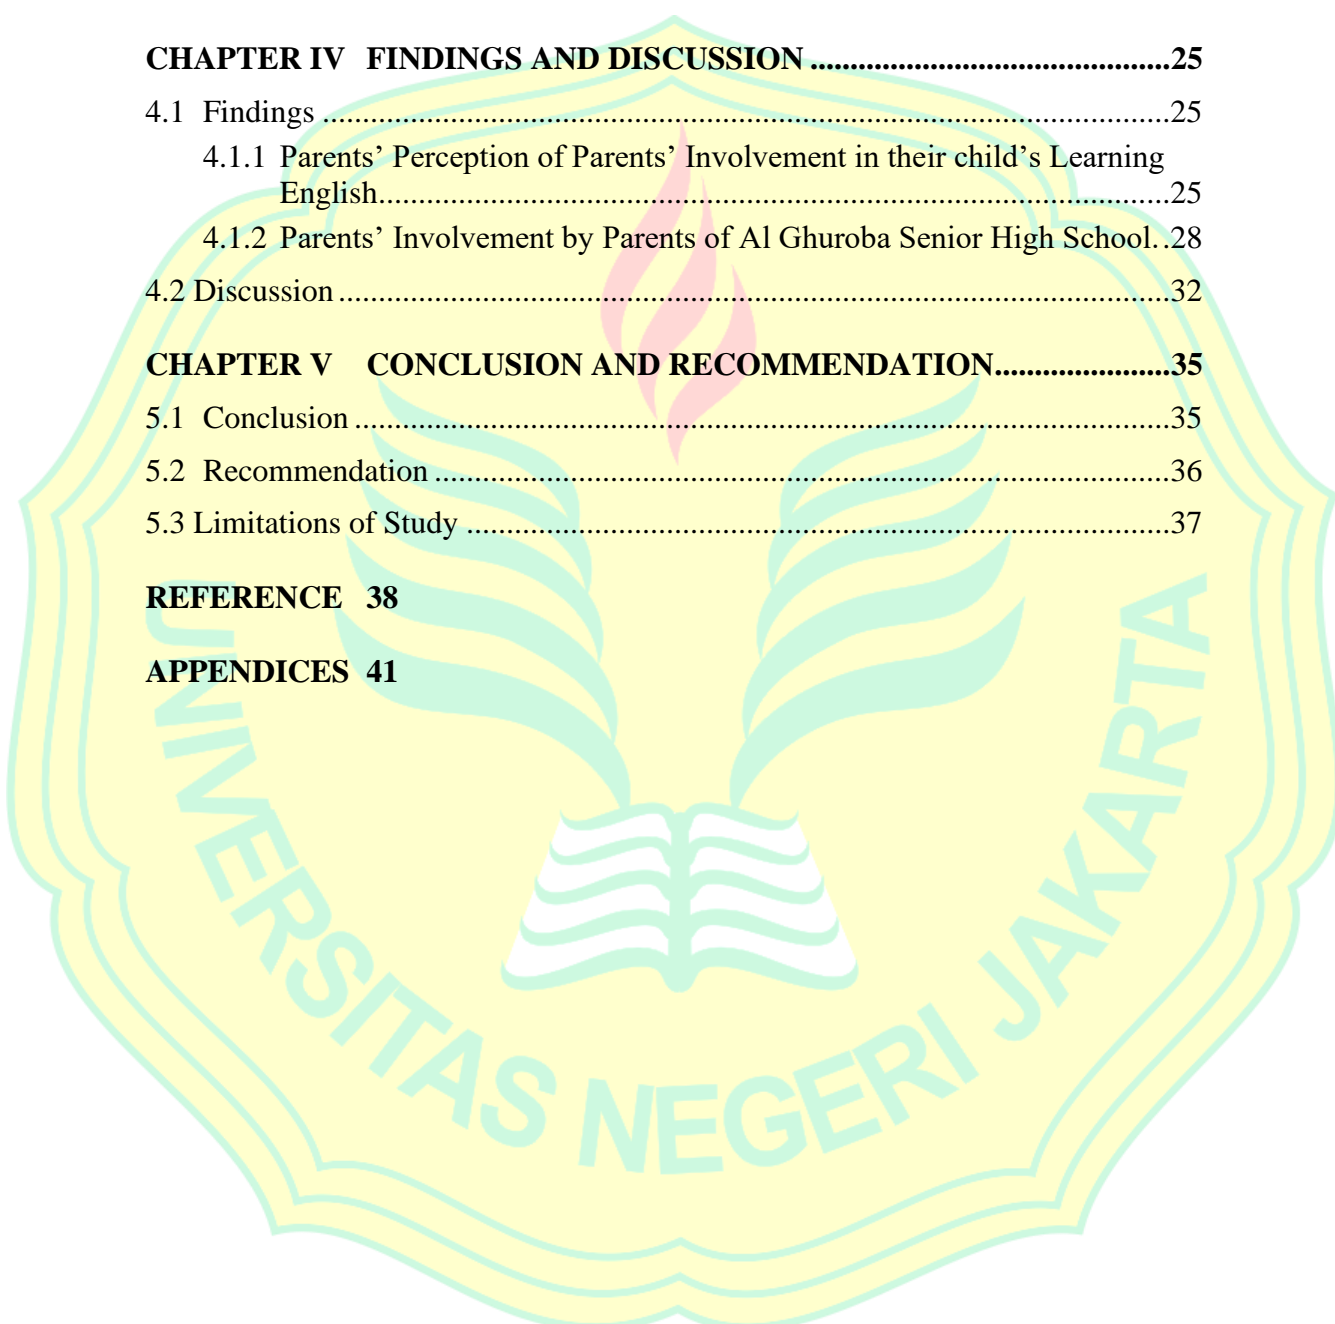 CHAPTER IV FINDINGS AND DISCUSSION ............................................25
4.1 Findings ............................................................................................................25
4.1.1 Parents’ Perception of Parents’ Involvement in their child’s Learning
English.....................................................................................................25
4.1.2 Parents’ Involvement by Parents of Al Ghuroba Senior High School. .28
4.2 Discussion ..........................................................................................................32
CHAPTER V CONCLUSION AND RECOMMENDATION......................35
5.1 Conclusion ........................................................................................................35
5.2 Recommendation ..............................................................................................36
5.3 Limitations of Study ..........................................................................................37
REFERENCE 38
APPENDICES 41
UNIVERSITAS NEGERI JAKARTA